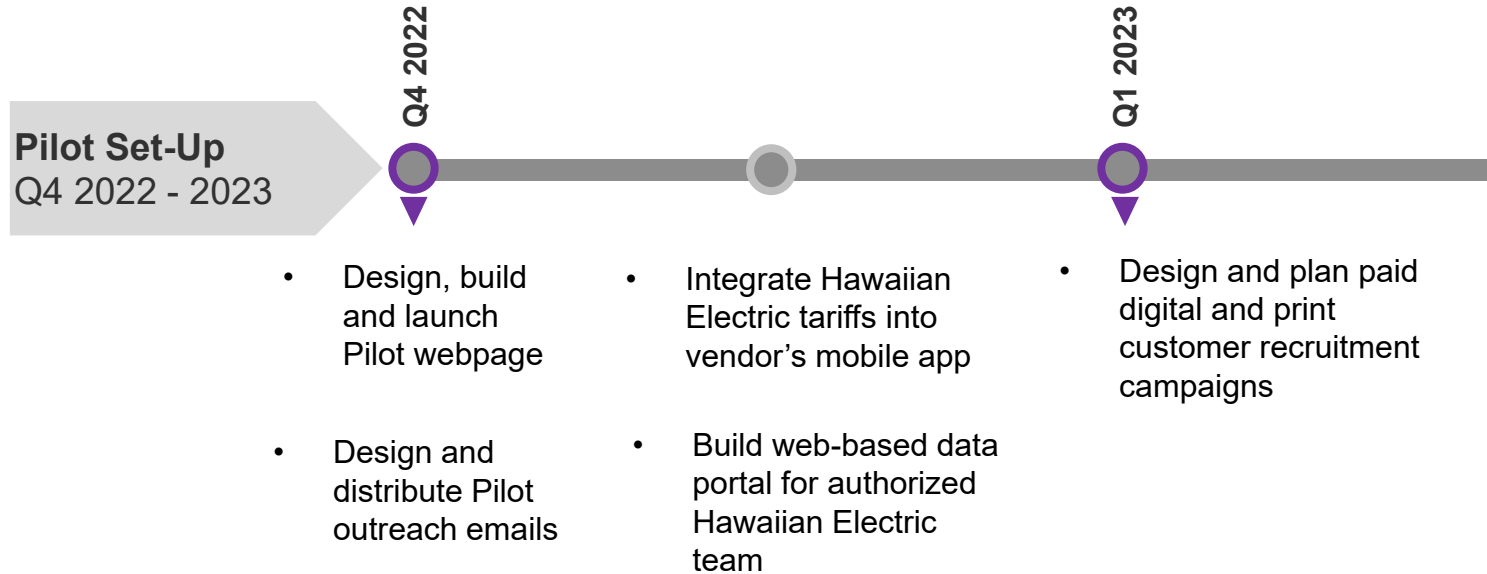 Q4 2022
Q1 2023
Pilot Set-Up
Q4 2022 - 2023
• Design, build
and launch
Pilot webpage
• Design and
distribute Pilot
outreach emails
• Integrate Hawaiian
Electric tariffs into
vendor’s mobile app
• Build web-based data
portal for authorized
Hawaiian Electric
team
• Design and plan paid
digital and print
customer recruitment
campaigns